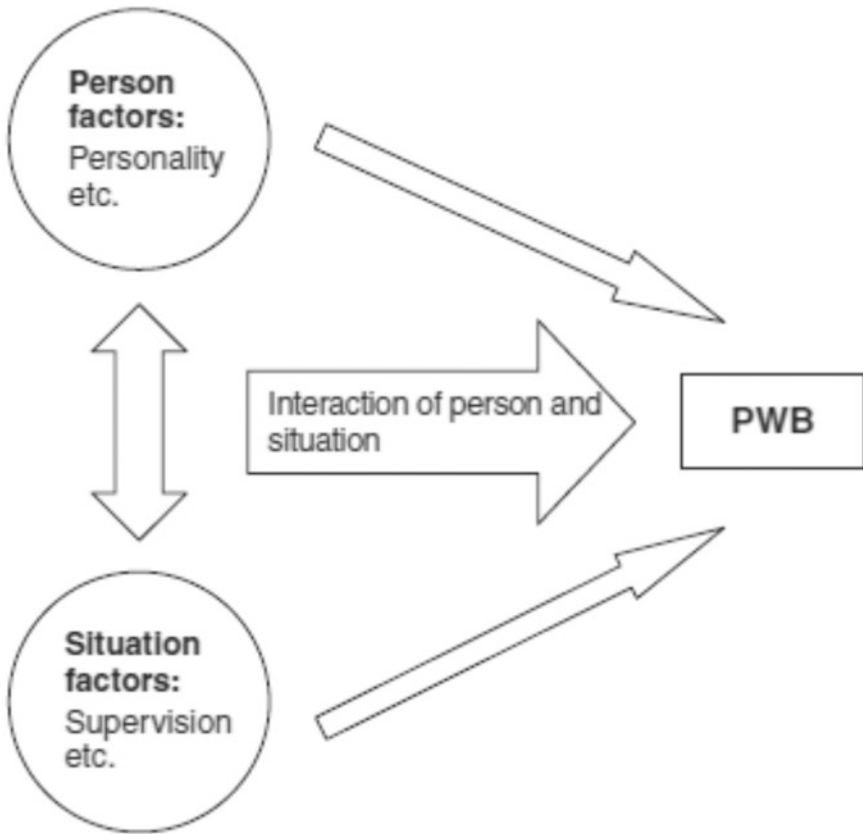 Person
factors:
Personality
etc.
Interaction of person and
situation
PWB
Situation
factors:
Supervision
etc.